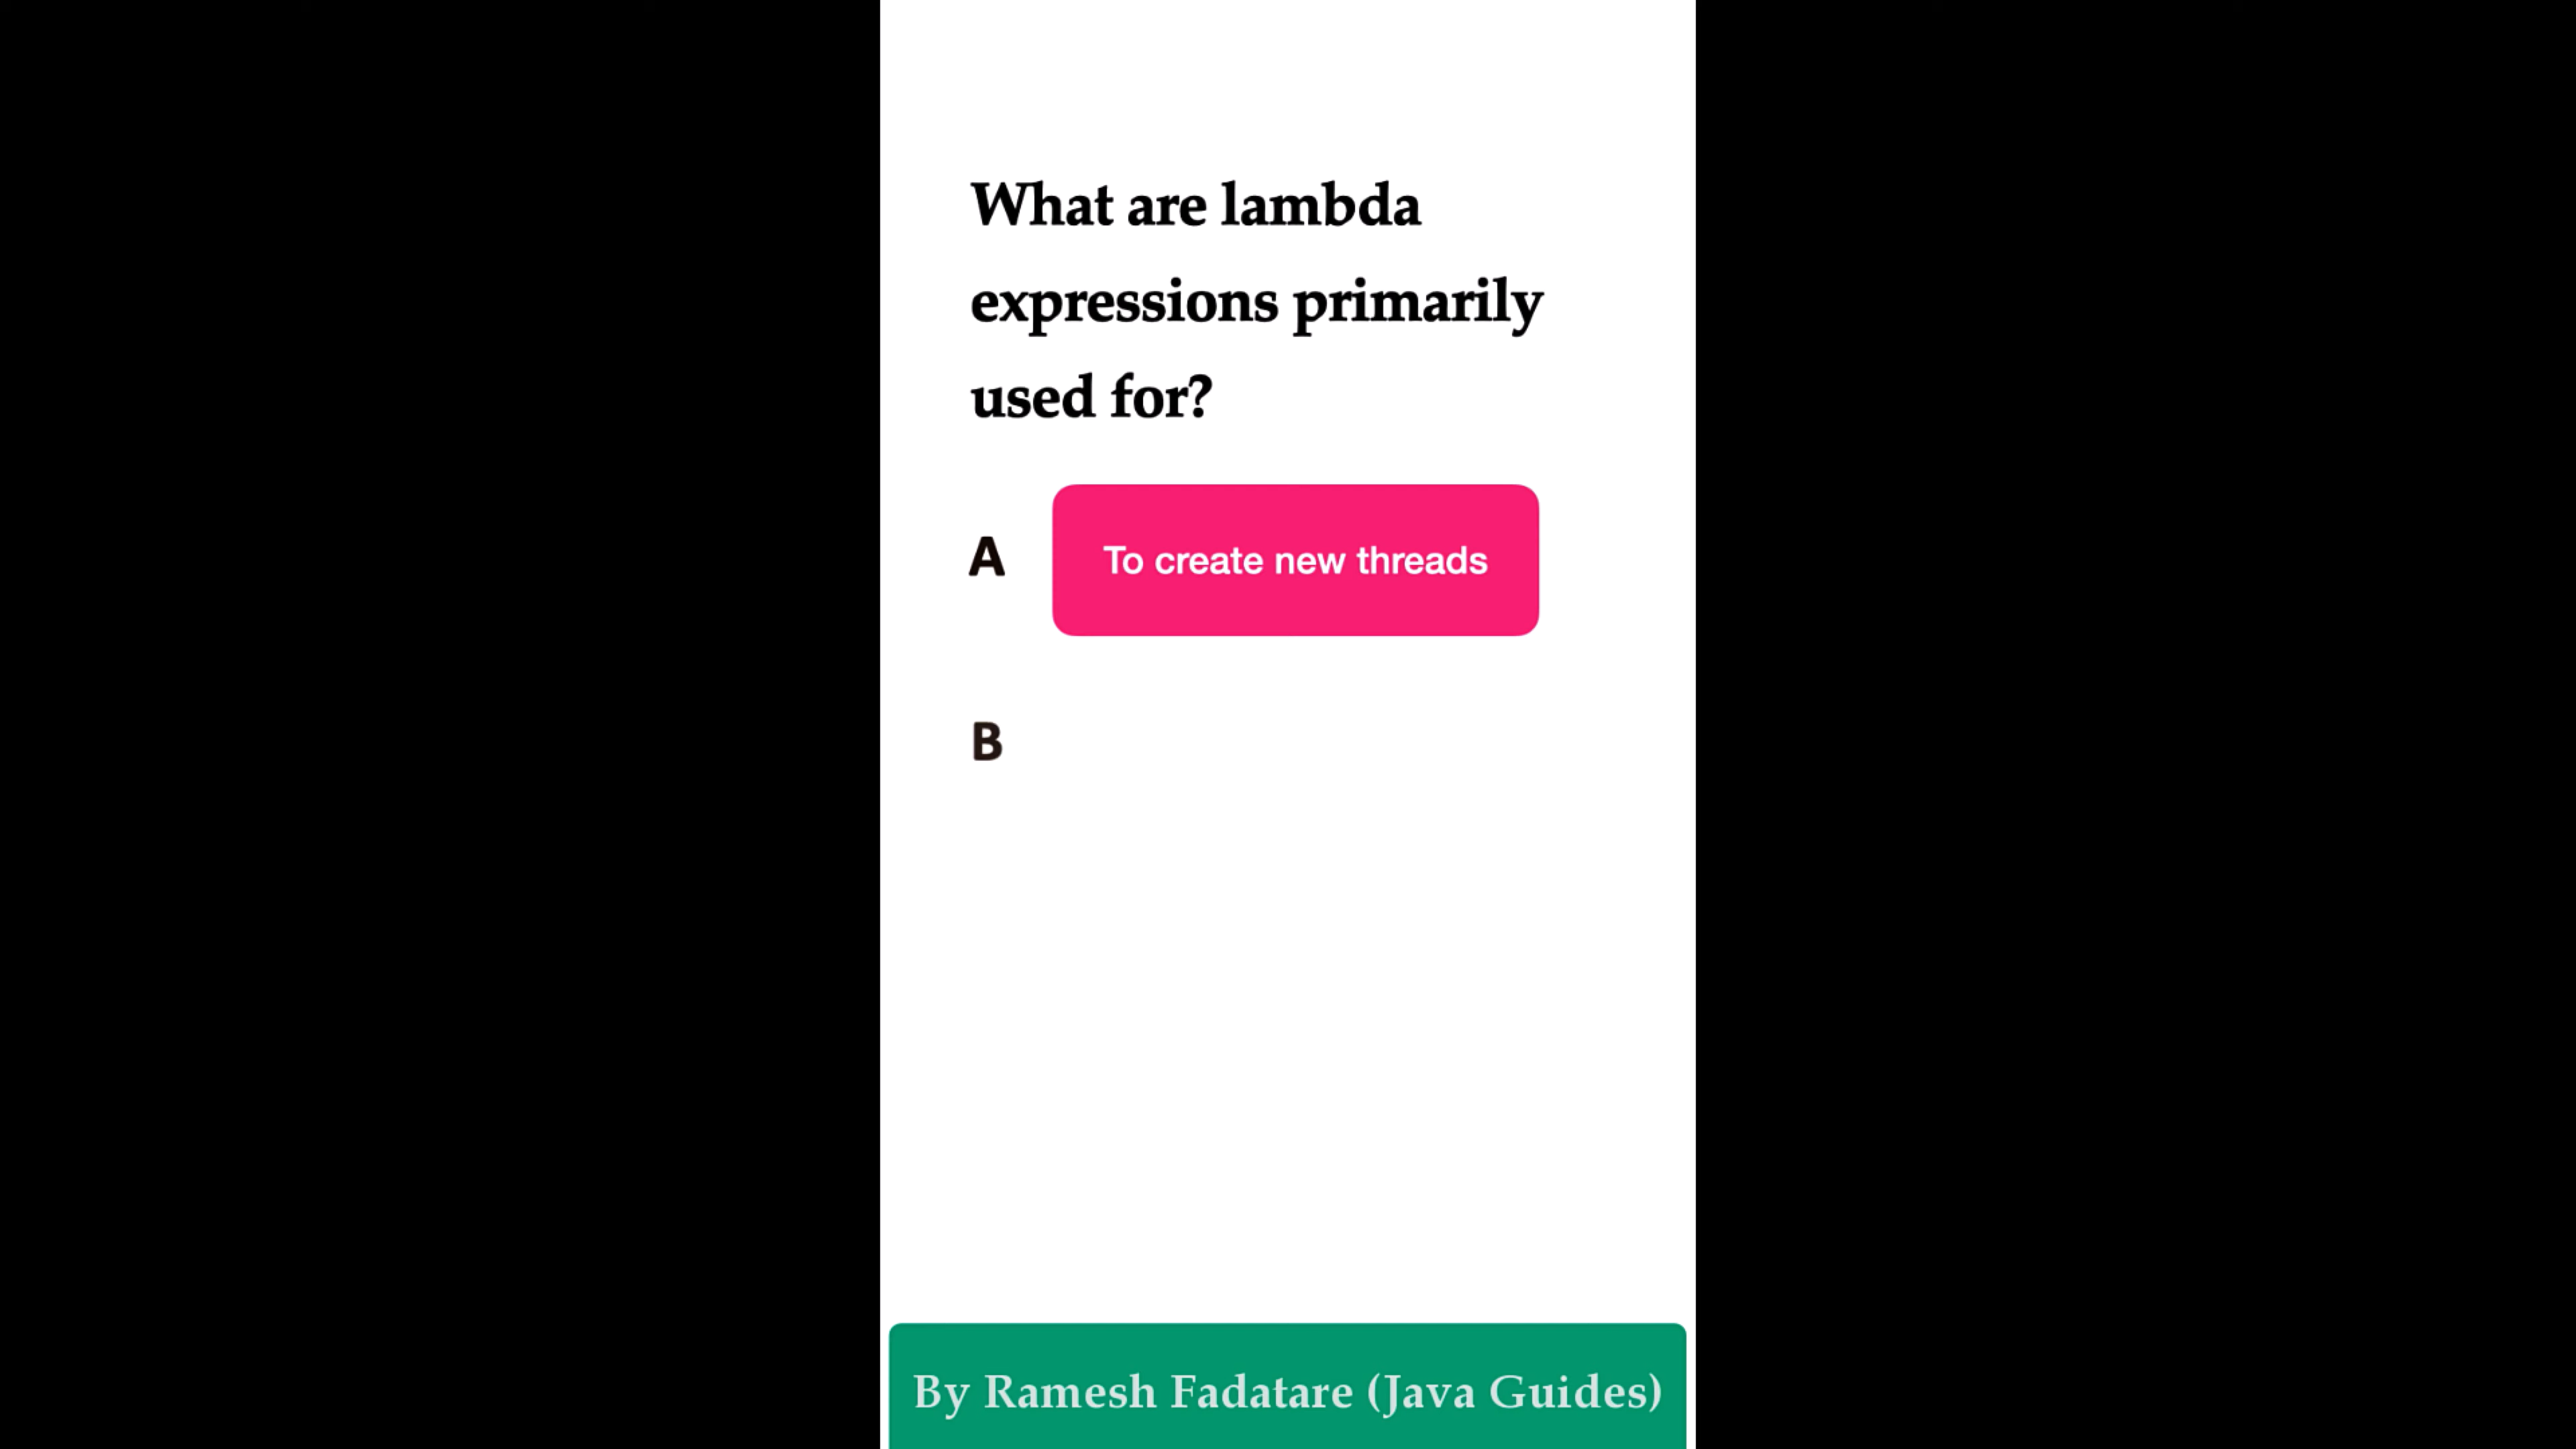 What are lambda
expressions primarily
used for?
A
To create new threads
B
By Ramesh Fadatare (Java Guides)